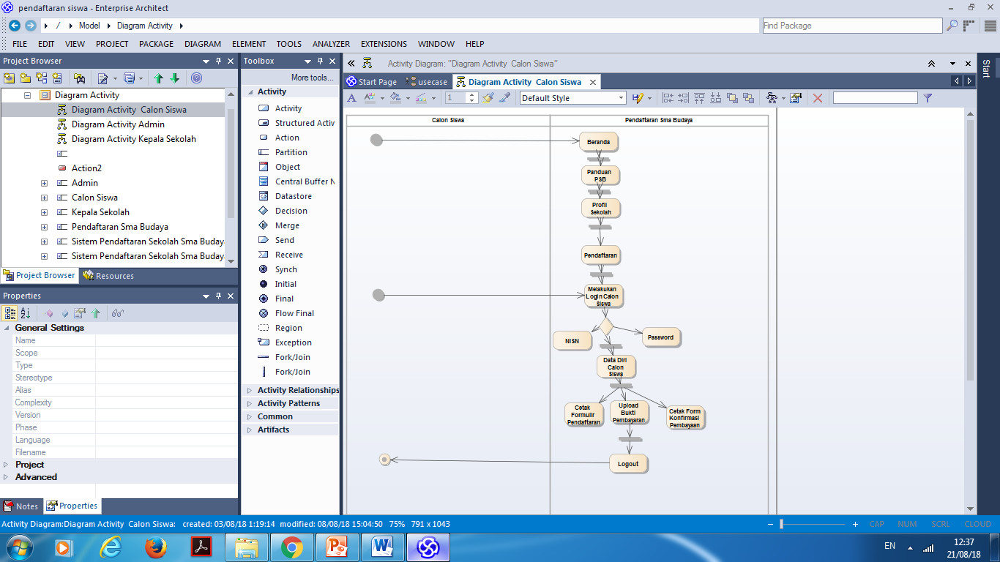 pendaftaran siswa - Enterprise Architect
/ Model Diagram Activity
Find Package
FILE EDIT VIEW PROJECT PACKAGE DIAGRAM ELEMENT TOOLS ANALYZER EXTENSIONS WINDOW HELP
Project Browser
Diagram Activity
Diagram Activity Calon Siswa
Diagram Activity Admin
Diagram Activity Kepala Sekolah
Action2
Admin
Calon Siswa
Kepala Sekolah
Pendaftaran Sma Budaya
Sistem Pendaftaran Sekolah Sma Buday
Sistem Pendaftaran Sekolah Sma Buday
Project Browser
Resources
Properties
General Settings
Name
Scope
Type
Stereotype
Alias
Complexity
Version
Phase
Language
Filename
Project
Advanced
Notes
Properties
Toolbox
More tools...
Activity
Activity
Structured Activ
Action
Partition
Object
Central Buffer N
Datastore
Decision
Merge
Send
Receive
Synch
Initial
Final
Flow Final
Region
Exception
Fork/Join
Fork/Join
Activity Relationships
Activity Patterns
Common
Artifacts
Activity Diagram: "Diagram Activity Calon Siswa"
Start Page
usecase
Diagram Activity Calon Siswa
1
Default Style
Start
Calon Siswa
Pendaftaran Sma Budaya
Beranda
Panduan
PSB
Profil
Sekolah
Pendaftaran
Melakukan
Login Calon
Siswa
NISN
Password
Data Diri
Calon
Siswa
Cetak
Formulir
Pendaftaran
Upload
Bukti
Pembayaran
Cetak Form
Konfirmasi
Pembayaan
Logout
Activity Diagram:Diagram Activity Calon Siswa: created: 03/08/18 1:19:14 modified: 08/08/18 15:04:50 75% 791 x 1043
CAP NUM SCRL CLOUD
EN
12:37
21/08/18